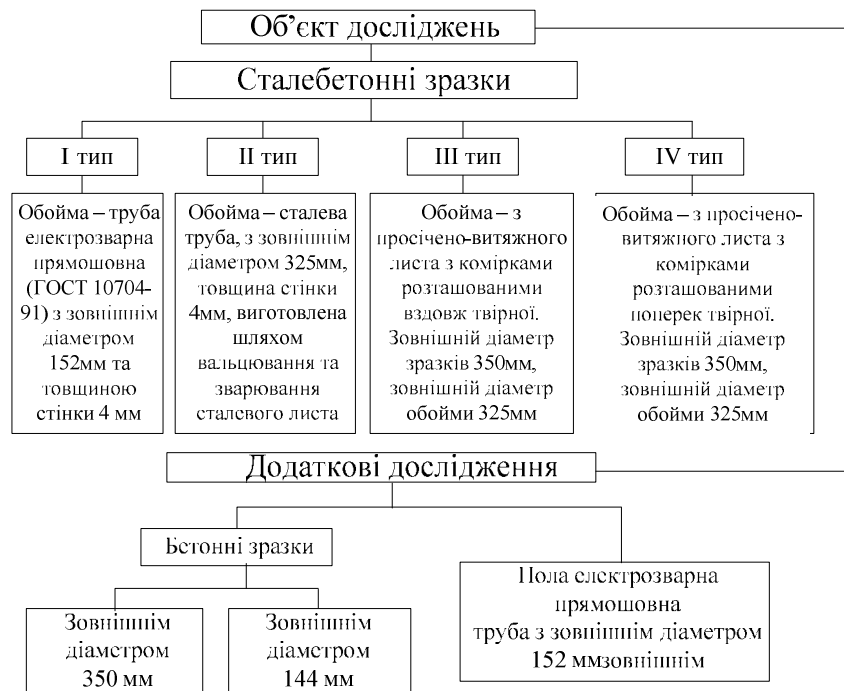 Об’єкт досліджень
Сталебетонні зразки
І тип
ІІ тип
ІІІ тип
IV тип
Обойма – труба
електрозварна
прямошовна
(ГОСТ 10704-
91) з зовнішнім
діаметром
152мм та
товщиною
стінки 4 мм
Обойма – сталева
труба, з зовнішнім
діаметром 325мм,
товщина стінки
4мм, виготовлена
шляхом
вальцювання та
зварювання
сталевого листа
Обойма – з
просічено-витяжного
листа з комірками
розташованими
вздовж твірної.
Зовнішній діаметр
зразків 350мм,
зовнішній діаметр
обойми 325мм
Обойма – з просічено-
витяжного листа з
комірками
розташованими
поперек твірної.
Зовнішній діаметр
зразків 350мм,
зовнішній діаметр
обойми 325мм
Додаткові дослідження
Бетонні зразки
Зовнішнім
діаметром
350 мм
Зовнішнім
діаметром
144 мм
Пола електрозварна
прямошовна
труба з зовнішнім діаметром
152 ммзовнішнім